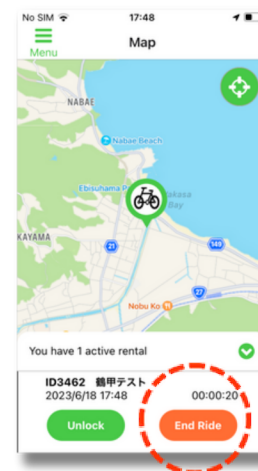 No SIM 17:48
Menu
Map
NABAE
Nabae Beach
Ebisuhama
Wakasa
Bay
KAYAMA
21
149
27
Nobu Ko
You have 1 active rental
ID3462 鶴甲テスト
2023/6/18 17:48 00:00:20
Unlock
End Ride